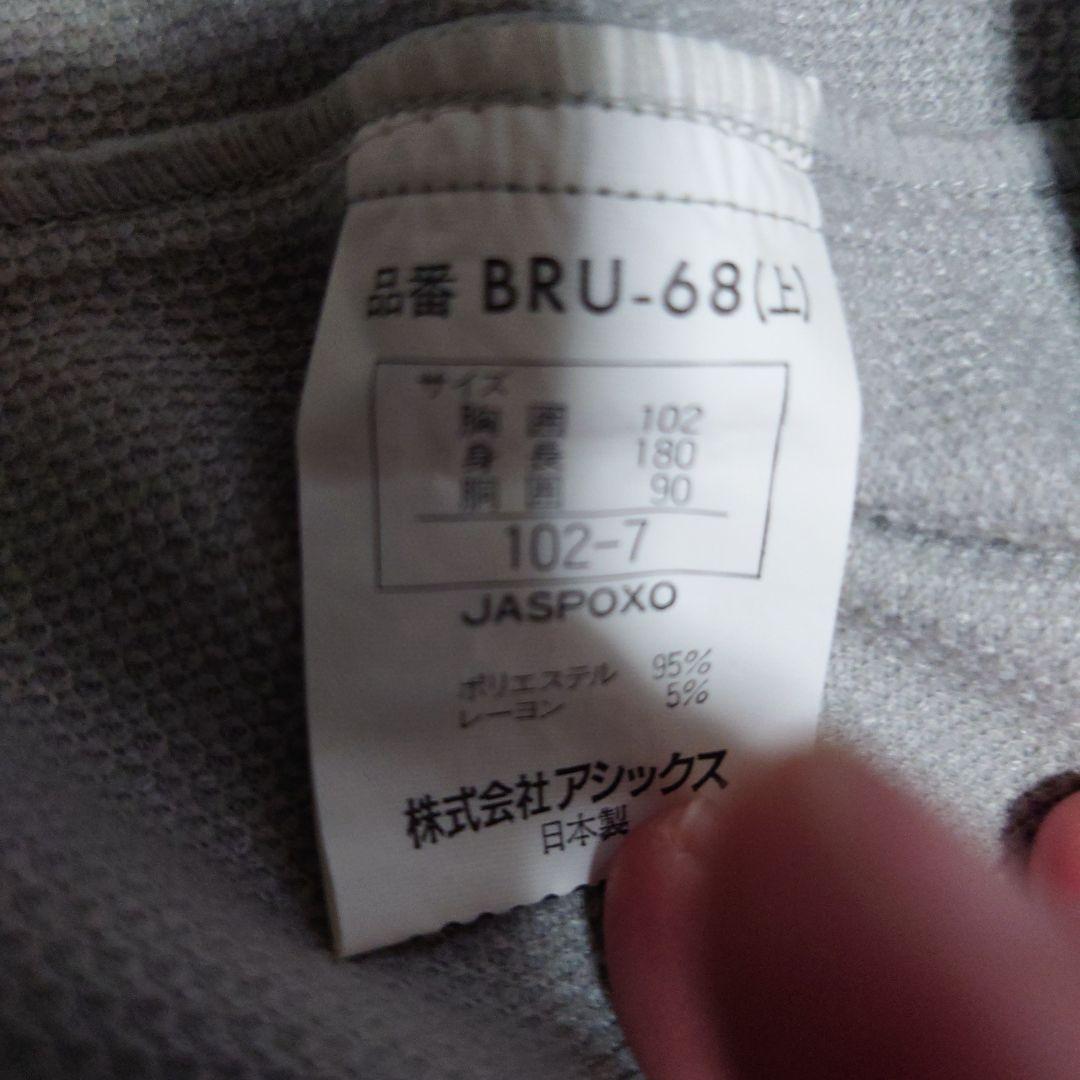 品番 BRU-68(上)
サイズ
胸囲 102
身長 180
胴囲 90
102-7
JASPOXO
ポリエステル 95%
レーヨン 5%
株式会社アシックス
日本製